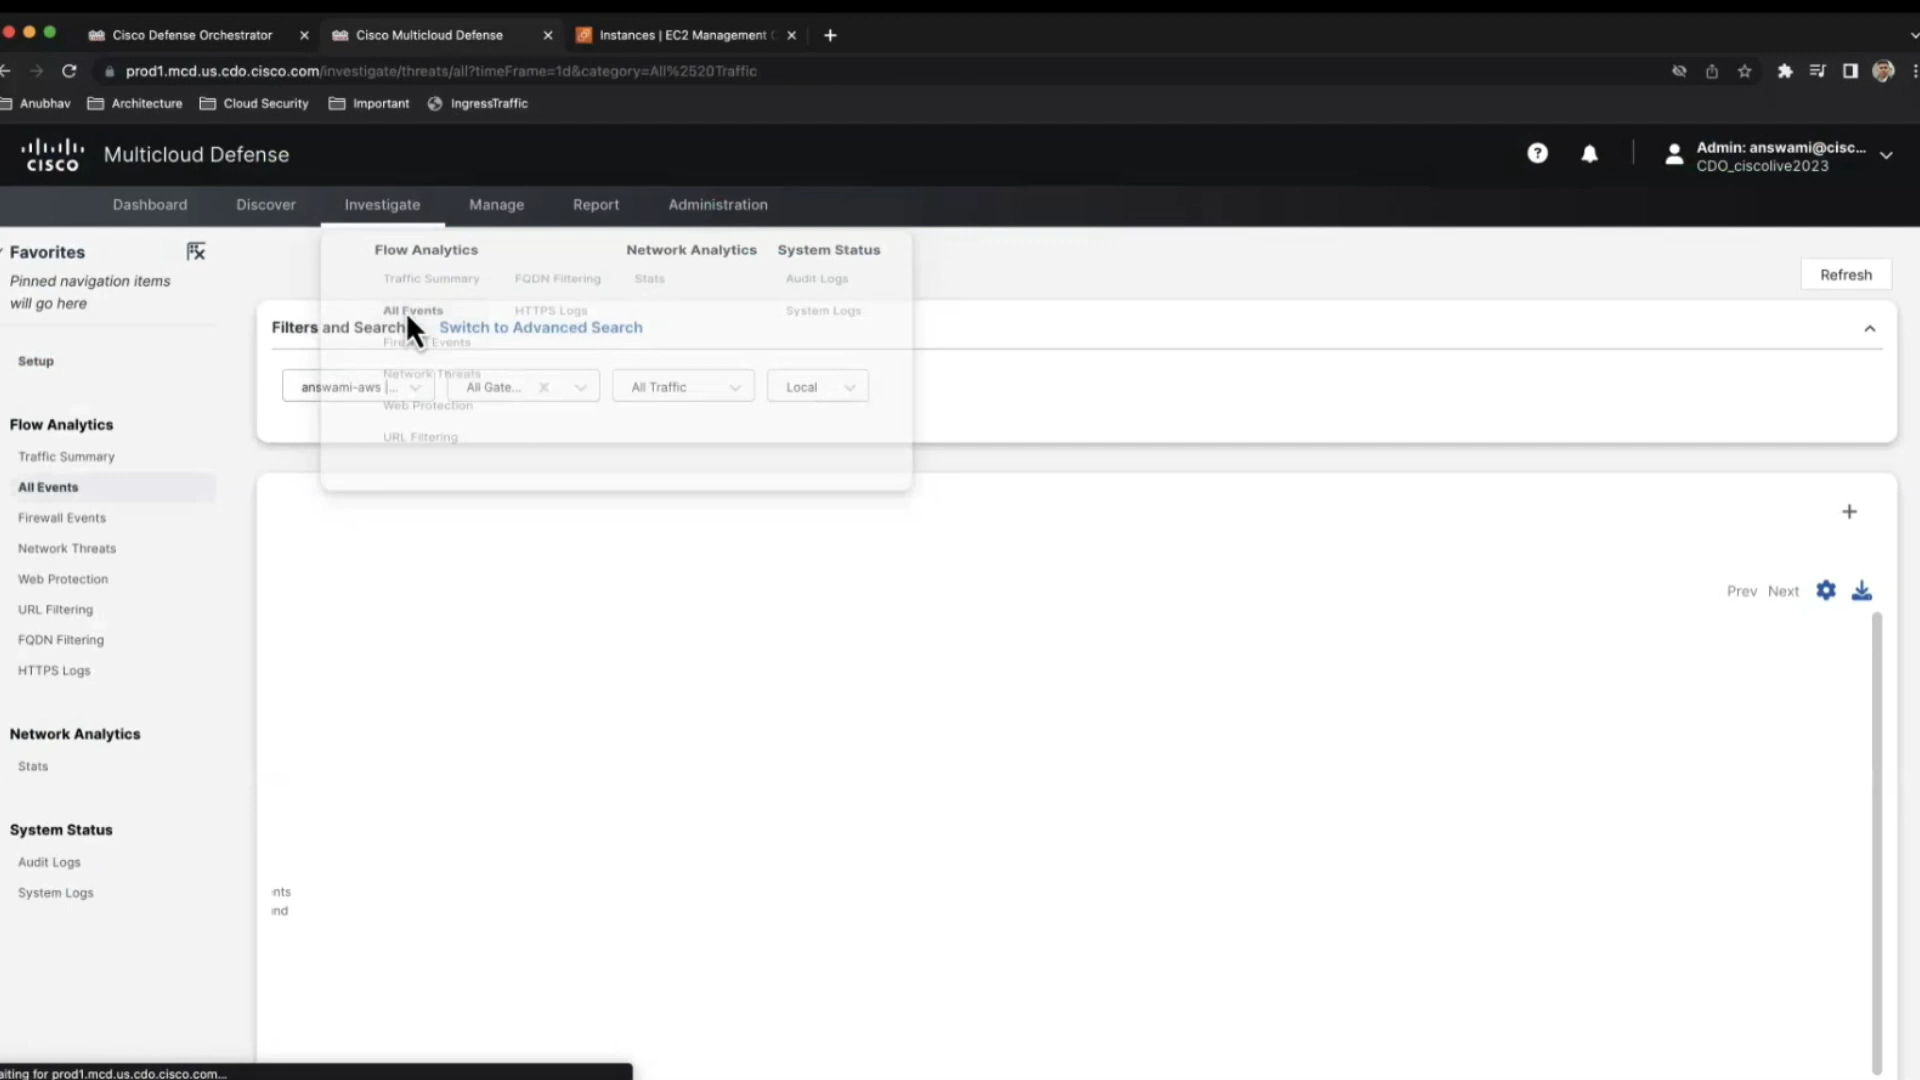 Cisco Defense Orchestrator
Cisco Multicloud Defense
Instances | EC2 Management
prod1.mcd.us.cdo.cisco.com/investigate/threats/all?timeFrame=1d&category=All%2520Traffic
Anubhav
Architecture
Cloud Security
Important
IngressTraffic
CISCO
Multicloud Defense
Admin: answami@cisc...
CDO_ciscolive2023
Dashboard
Discover
Investigate
Manage
Report
Administration
Favorites
Pinned navigation items
will go here
Setup
Flow Analytics
Traffic Summary
All Events
Firewall Events
Network Threats
Web Protection
URL Filtering
FQDN Filtering
HTTPS Logs
Network Analytics
Stats
System Status
Audit Logs
System Logs
Flow Analytics
Network Analytics
System Status
Traffic Summary
FQDN Filtering
Stats
Audit Logs
All Events
HTTPS Logs
System Logs
Events
Network Threats
Web Protection
URL Filtering
Refresh
Filters and Search
Switch to Advanced Search
answami-aws |...
All Gate...
All Traffic
Local
Prev
Next
nts
nd
aiting for prod1.mcd.us.cdo.cisco.com...